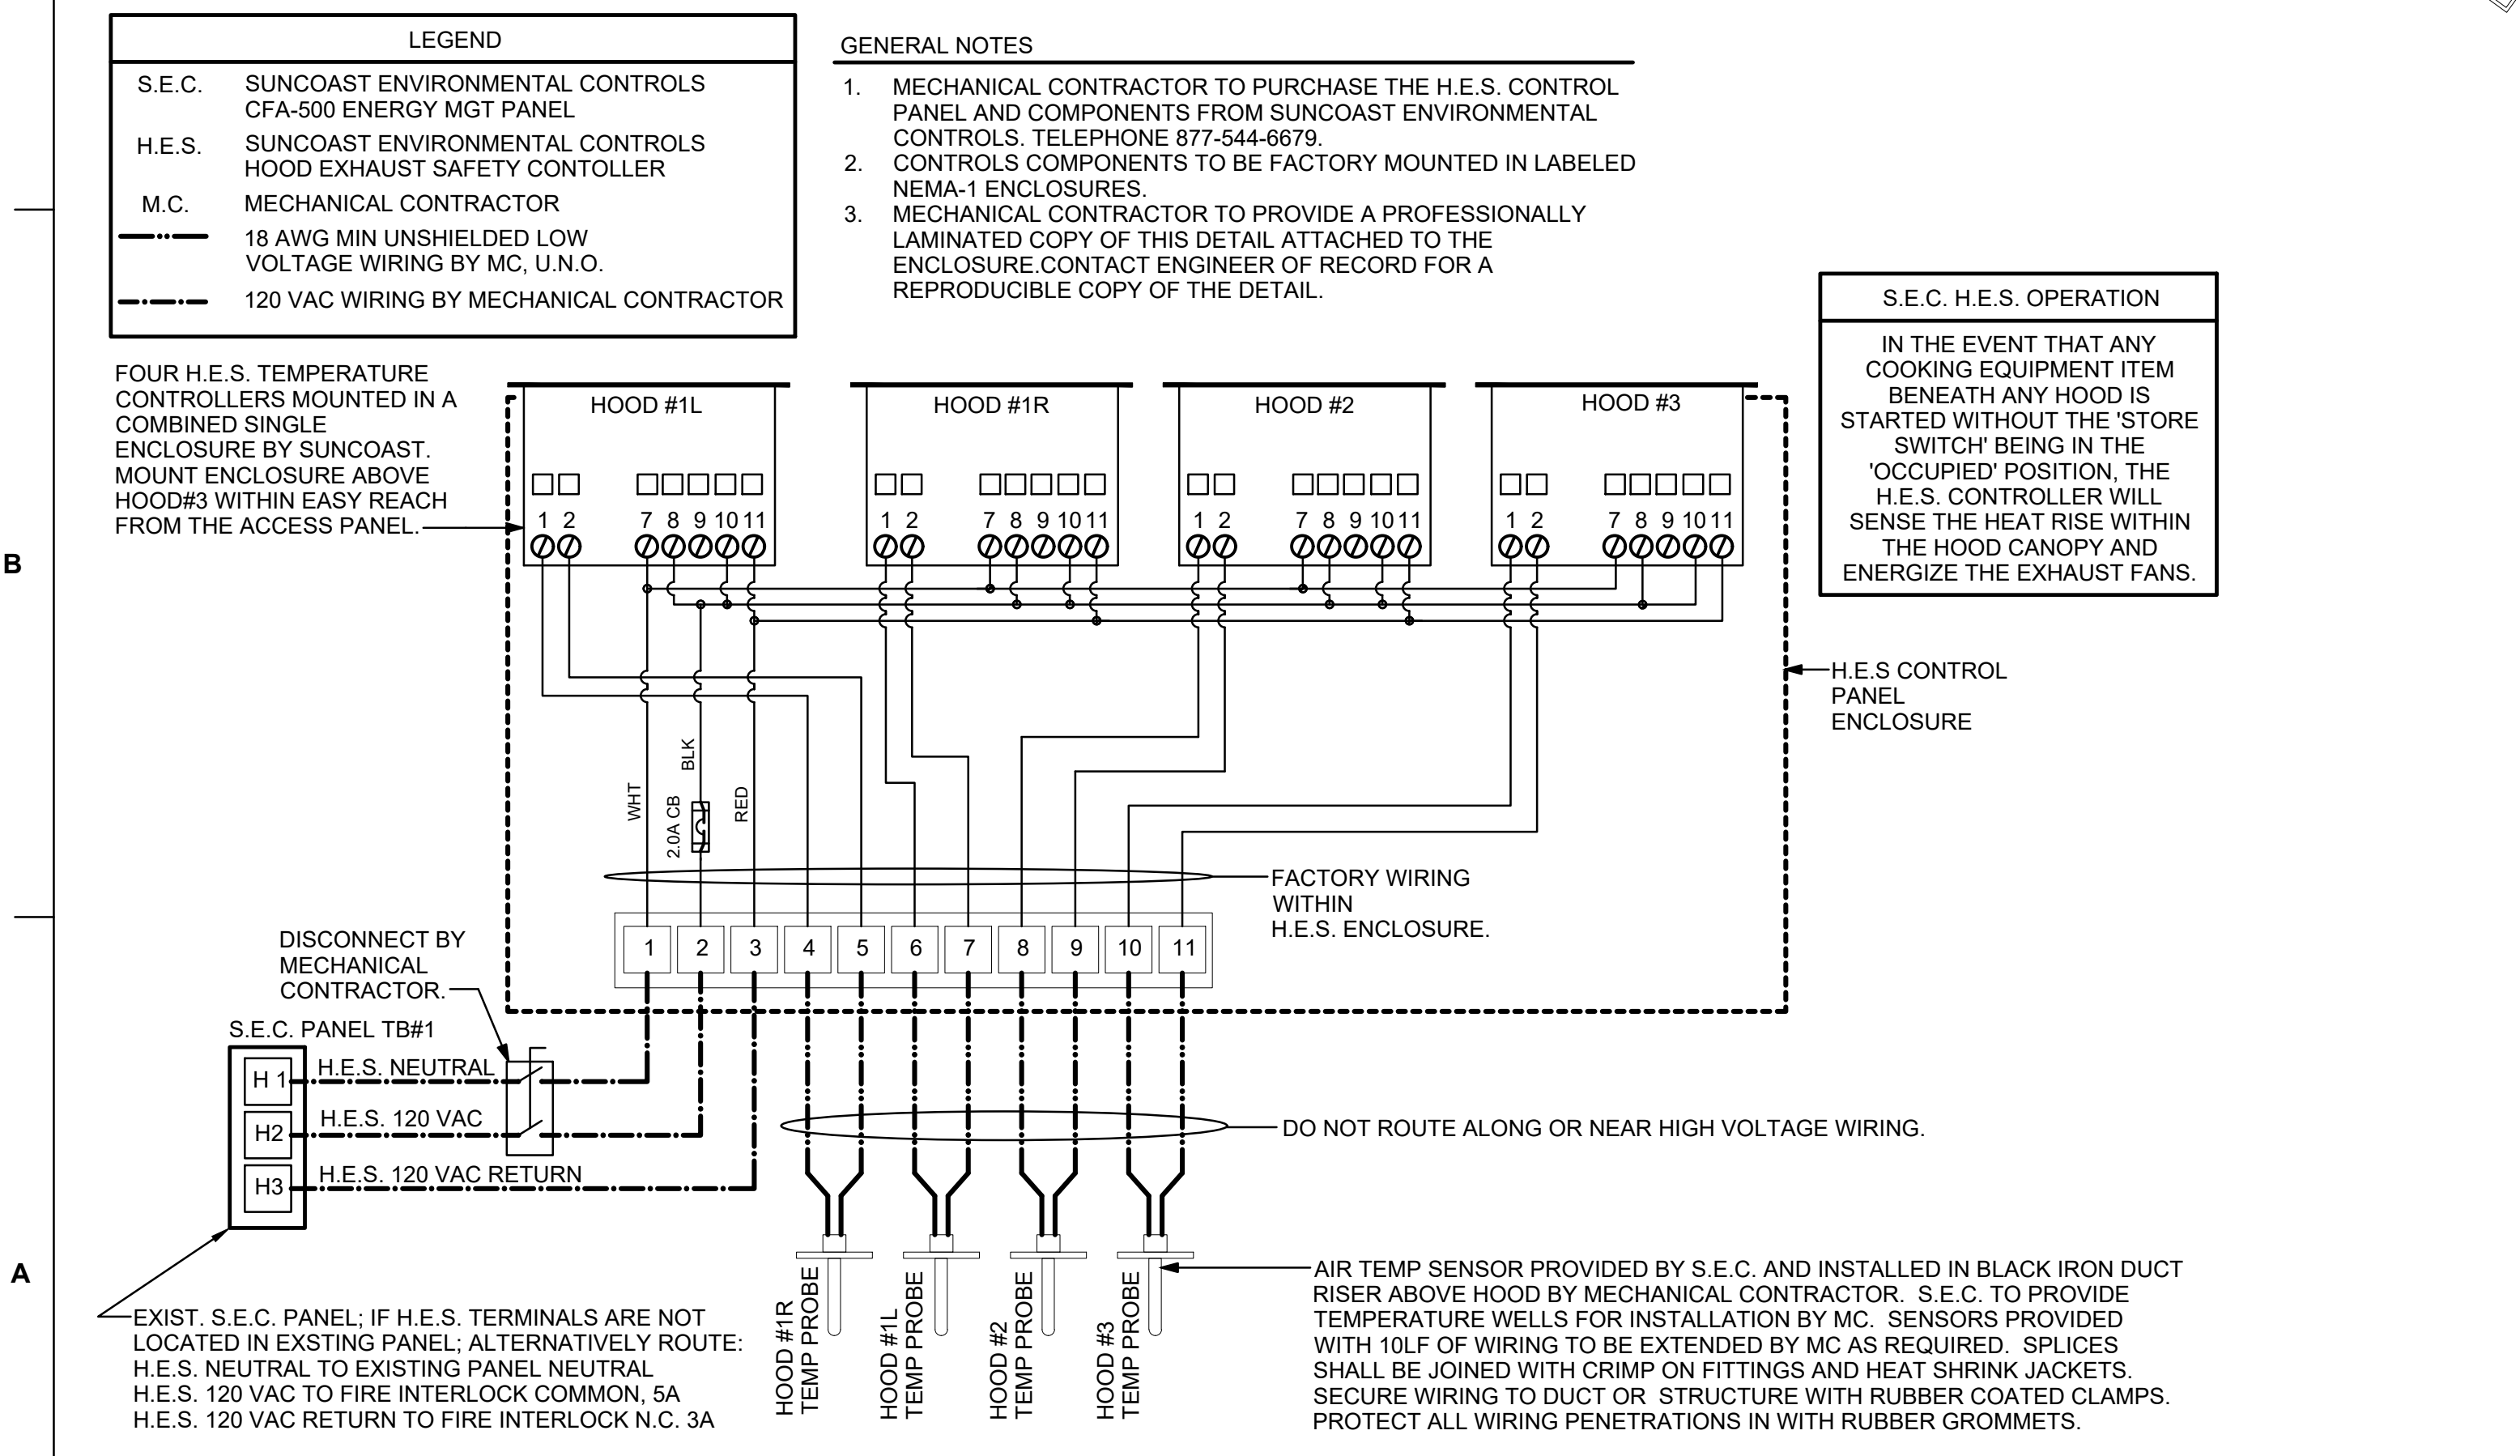 LEGEND
S.E.C. SUNCOAST ENVIRONMENTAL CONTROLS
CFA-500 ENERGY MGT PANEL
H.E.S. SUNCOAST ENVIRONMENTAL CONTROLS
HOOD EXHAUST SAFETY CONTOLLER
M.C. MECHANICAL CONTRACTOR
18 AWG MIN UNSHIELDED LOW
VOLTAGE WIRING BY MC, U.N.O.
120 VAC WIRING BY MECHANICAL CONTRACTOR
GENERAL NOTES
1. MECHANICAL CONTRACTOR TO PURCHASE THE H.E.S. CONTROL
PANEL AND COMPONENTS FROM SUNCOAST ENVIRONMENTAL
CONTROLS. TELEPHONE 877-544-6679.
2. CONTROLS COMPONENTS TO BE FACTORY MOUNTED IN LABELED
NEMA-1 ENCLOSURES.
3. MECHANICAL CONTRACTOR TO PROVIDE A PROFESSIONALLY
LAMINATED COPY OF THIS DETAIL ATTACHED TO THE
ENCLOSURE.CONTACT ENGINEER OF RECORD FOR A
REPRODUCIBLE COPY OF THE DETAIL.
S.E.C. H.E.S. OPERATION
IN THE EVENT THAT ANY
COOKING EQUIPMENT ITEM
BENEATH ANY HOOD IS
STARTED WITHOUT THE 'STORE
SWITCH' BEING IN THE
'OCCUPIED' POSITION, THE
H.E.S. CONTROLLER WILL
SENSE THE HEAT RISE WITHIN
THE HOOD CANOPY AND
ENERGIZE THE EXHAUST FANS.
FOUR H.E.S. TEMPERATURE
CONTROLLERS MOUNTED IN A
COMBINED SINGLE
ENCLOSURE BY SUNCOAST.
MOUNT ENCLOSURE ABOVE
HOOD#3 WITHIN EASY REACH
FROM THE ACCESS PANEL.
HOOD #1L
1 2 7 8 9 10 11
HOOD #1R
1 2 7 8 9 10 11
HOOD #2
1 2 7 8 9 10 11
HOOD #3
1 2 7 8 9 10 11
B
H.E.S CONTROL
PANEL
ENCLOSURE
WHT
BLK
2.0A CB
RED
FACTORY WIRING
WITHIN
H.E.S. ENCLOSURE.
1 2 3 4 5 6 7 8 9 10 11
DISCONNECT BY
MECHANICAL
CONTRACTOR.
S.E.C. PANEL TB#1
H 1 H.E.S. NEUTRAL
H2 H.E.S. 120 VAC
H3 H.E.S. 120 VAC RETURN
DO NOT ROUTE ALONG OR NEAR HIGH VOLTAGE WIRING.
A
HOOD #1R
TEMP PROBE
HOOD #1L
TEMP PROBE
HOOD #2
TEMP PROBE
HOOD #3
TEMP PROBE
EXIST. S.E.C. PANEL; IF H.E.S. TERMINALS ARE NOT
LOCATED IN EXSTING PANEL; ALTERNATIVELY ROUTE:
H.E.S. NEUTRAL TO EXISTING PANEL NEUTRAL
H.E.S. 120 VAC TO FIRE INTERLOCK COMMON, 5A
H.E.S. 120 VAC RETURN TO FIRE INTERLOCK N.C. 3A
AIR TEMP SENSOR PROVIDED BY S.E.C. AND INSTALLED IN BLACK IRON DUCT
RISER ABOVE HOOD BY MECHANICAL CONTRACTOR. S.E.C. TO PROVIDE
TEMPERATURE WELLS FOR INSTALLATION BY MC. SENSORS PROVIDED
WITH 10LF OF WIRING TO BE EXTENDED BY MC AS REQUIRED. SPLICES
SHALL BE JOINED WITH CRIMP ON FITTINGS AND HEAT SHRINK JACKETS.
SECURE WIRING TO DUCT OR STRUCTURE WITH RUBBER COATED CLAMPS.
PROTECT ALL WIRING PENETRATIONS IN WITH RUBBER GROMMETS.